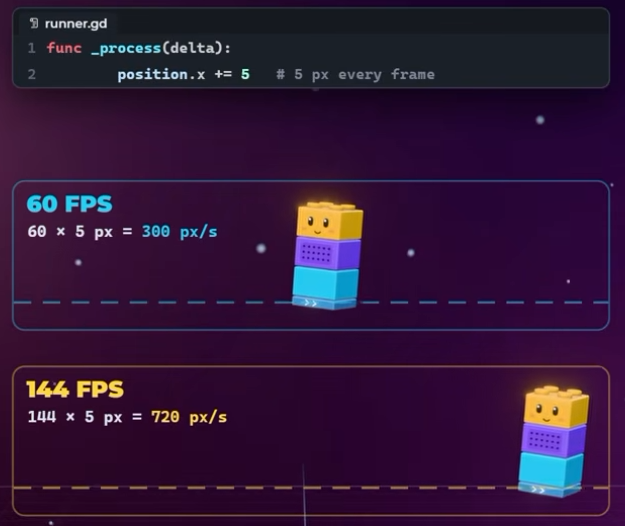 runner.gd
1 func _process(delta):
2 position.x += 5 # 5 px every frame
60 FPS
60 × 5 px = 300 px/s
144 FPS
144 × 5 px = 720 px/s